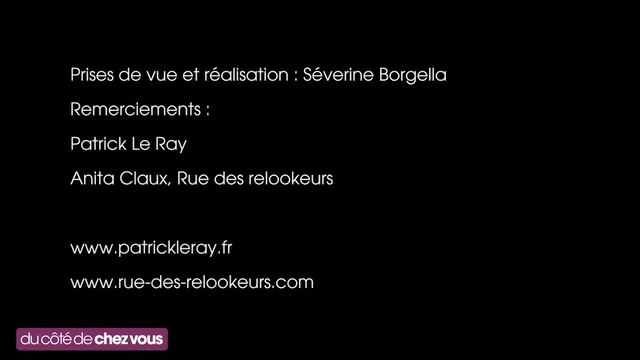 Prises de vue et réalisation : Séverine Borgella
Remerciements :
Patrick Le Ray
Anita Claux, Rue des relookeurs
www.patrickleray.fr
www.rue-des-relookeurs.com
du côté de chez vous